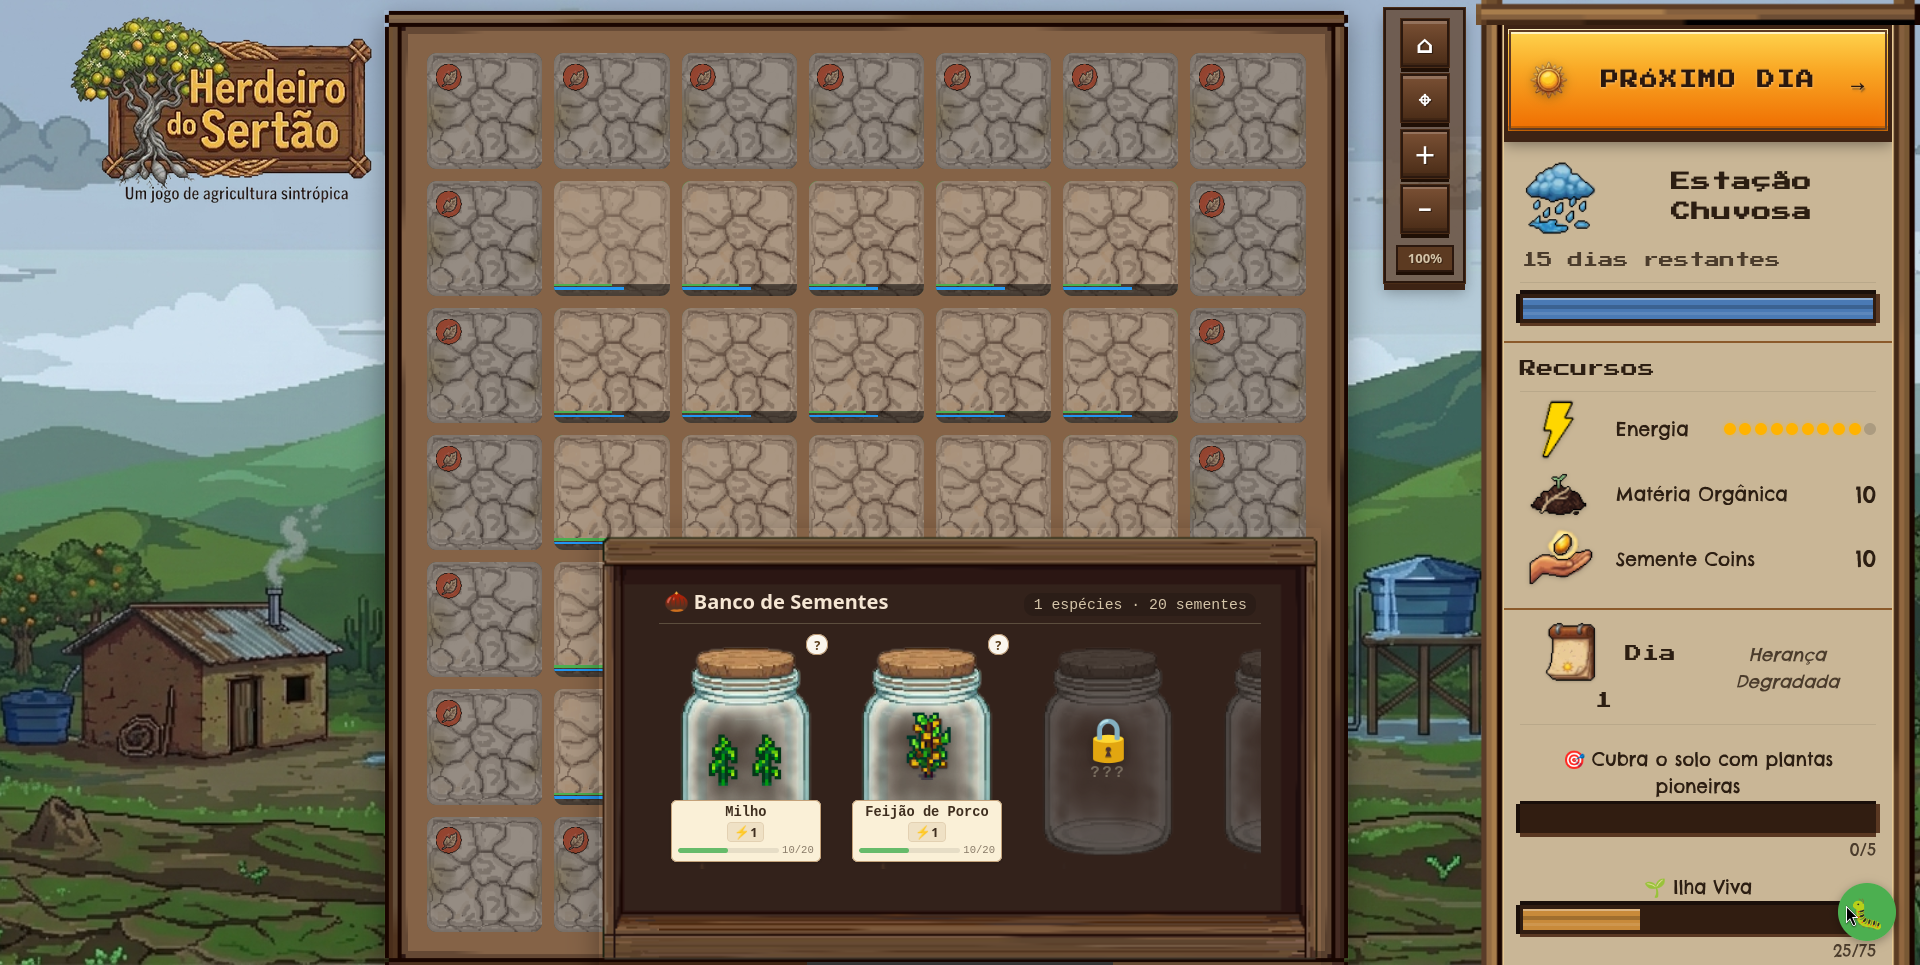 Herdeiro
do Sertão
Um jogo de agricultura sintrópica
100%
PRÓXIMO DIA →
Estação
Chuvosa
15 dias restantes
Recursos
Energia
Matéria Orgânica 10
Semente Coins 10
Dia
1
Herança
Degradada
🎯 Cubra o solo com plantas
pioneiras
0/5
🌱 Ilha Viva
25/75
Banco de Sementes
1 espécies · 20 sementes
?
?
Milho
⚡1
10/20
Feijão de Porco
⚡1
10/20
???